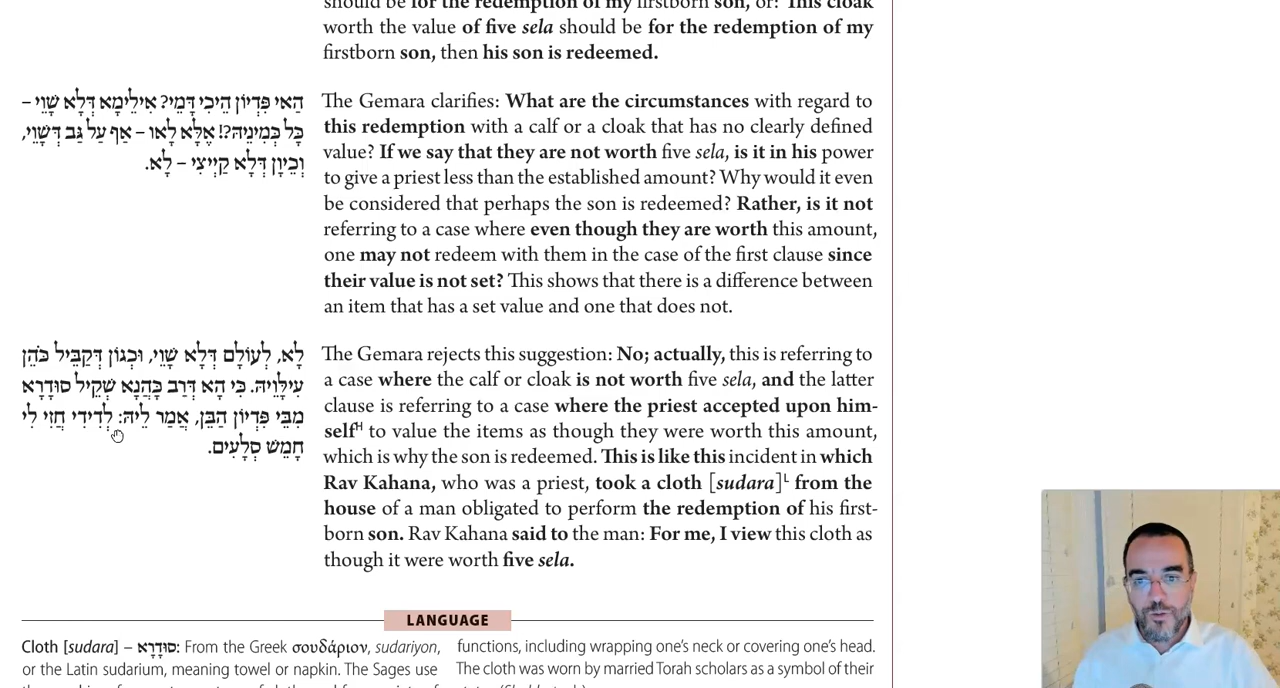 should be for the redemption of my firstborn son, or: This cloak
worth the value of five sela should be for the redemption of my
firstborn son, then his son is redeemed.
הַאי פִּדְיוֹן הֵיכִי דָּמֵי? אִילֵּימָא דְּלָא שָׁוֵי –
כָּל כְּמִינֵיהּ?! אֶלָּא לָאו – אַף עַל גַּב דְּשָׁוֵי,
וְכֵיוָן דְּלָא קַיְיצִי – לָא.
The Gemara clarifies: What are the circumstances with regard to
this redemption with a calf or a cloak that has no clearly defined
value? If we say that they are not worth five sela, is it in his power
to give a priest less than the established amount? Why would it even
be considered that perhaps the son is redeemed? Rather, is it not
referring to a case where even though they are worth this amount,
one may not redeem with them in the case of the first clause since
their value is not set? This shows that there is a difference between
an item that has a set value and one that does not.
לָא, לְעוֹלָם דְּלָא שָׁוֵי, וּכְגוֹן דְּקַבֵּיל כֹּהֵן
עִילָּוֵיהּ. כִּי הָא דְּרַב כָּהֲנָא שְׁקֵיל סוּדָרָא
מִבֵּי פִּדְיוֹן הַבֵּן, אֲמַר לֵיהּ: לְדִידִי חֲזֵי לִי
חָמֵשׁ סְלָעִים.
The Gemara rejects this suggestion: No; actually, this is referring to
a case where the calf or cloak is not worth five sela, and the latter
clause is referring to a case where the priest accepted upon him-
selfᴴ to value the items as though they were worth this amount,
which is why the son is redeemed. This is like this incident in which
Rav Kahana, who was a priest, took a cloth [sudara]ᴸ from the
house of a man obligated to perform the redemption of his first-
born son. Rav Kahana said to the man: For me, I view this cloth as
though it were worth five sela.
LANGUAGE
Cloth [sudara] – סוּדָרָא: From the Greek σουδάριον, sudariyon,
or the Latin sudarium, meaning towel or napkin. The Sages use
functions, including wrapping one's neck or covering one's head.
The cloth was worn by married Torah scholars as a symbol of their